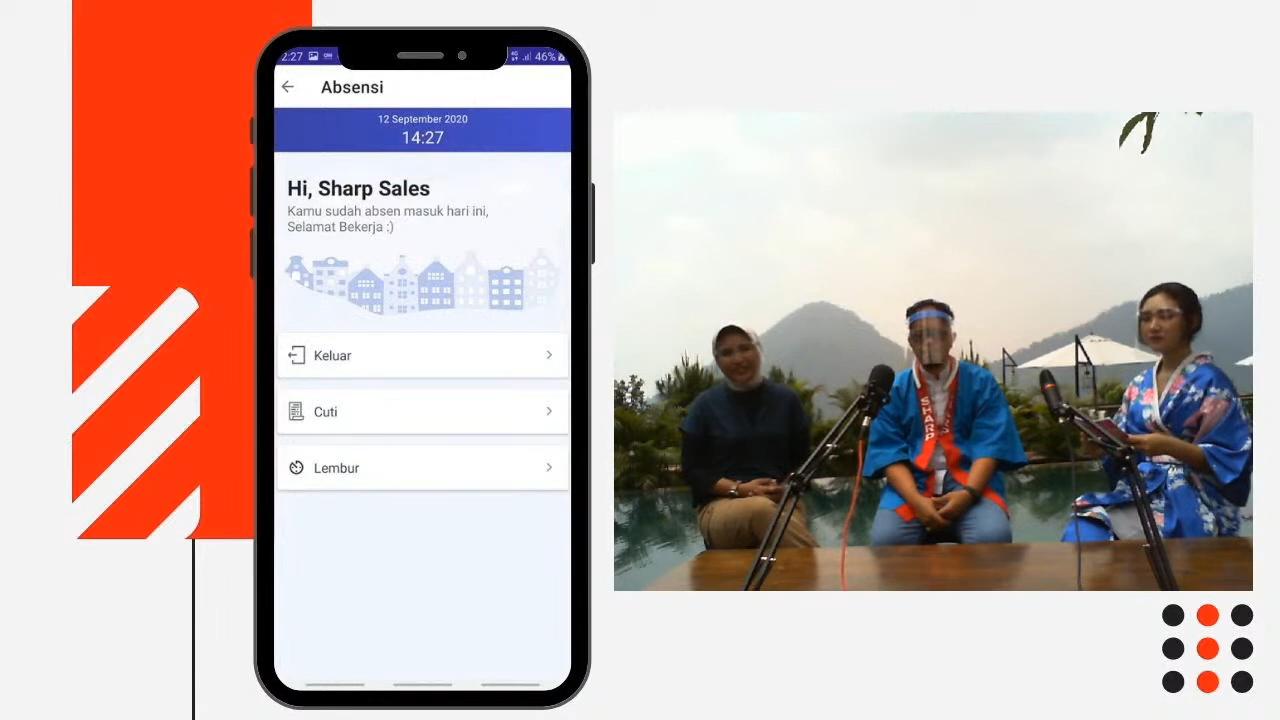 2:27
46%
Absensi
12 September 2020
14:27
Hi, Sharp Sales
Kamu sudah absen masuk hari ini,
Selamat Bekerja :)
Keluar
Cuti
Lembur
SHARP